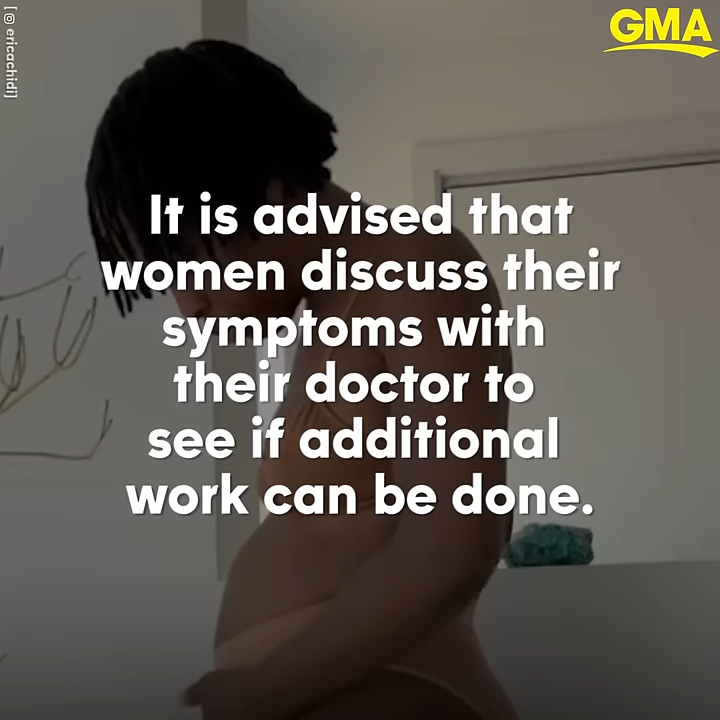 [@ ericachidi]
GMA
It is advised that
women discuss their
symptoms with
their doctor to
see if additional
work can be done.